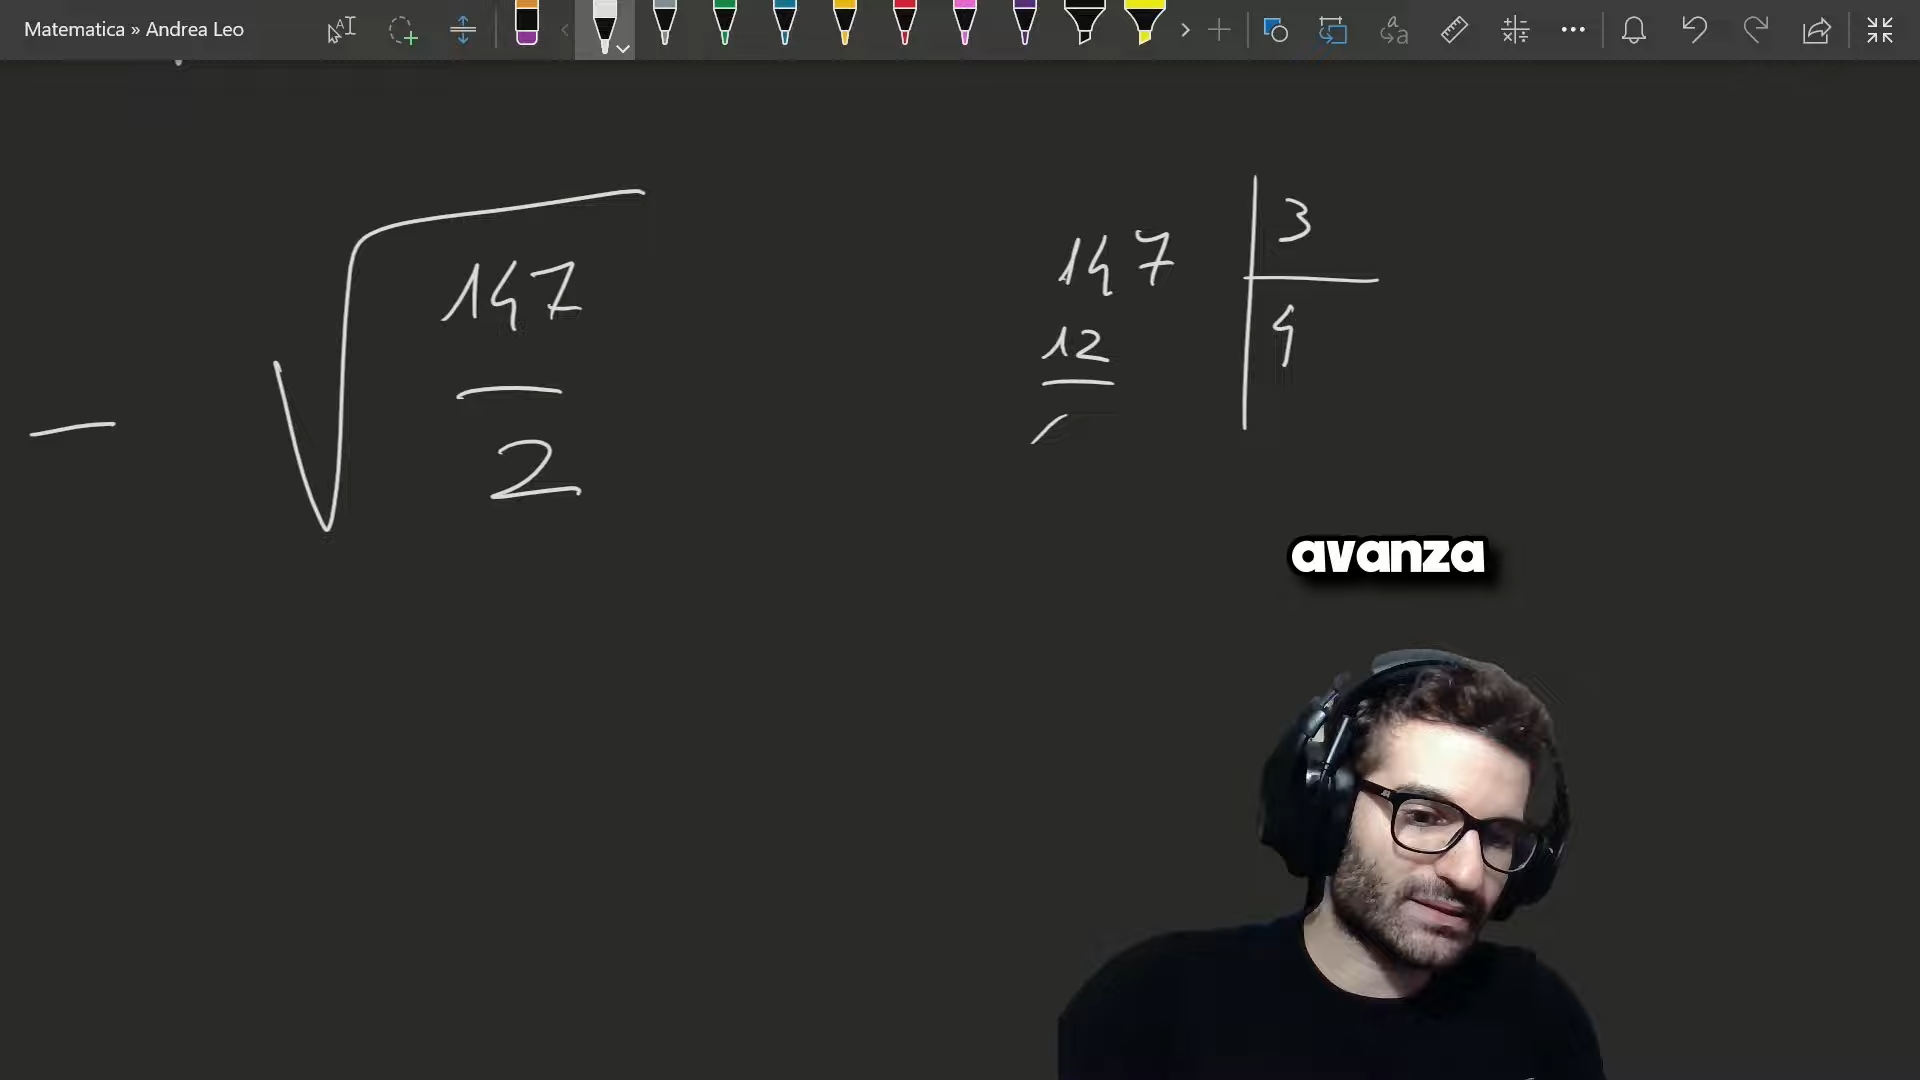 Matematica » Andrea Leo
− √ 147
2
147 3
12 4
avanza